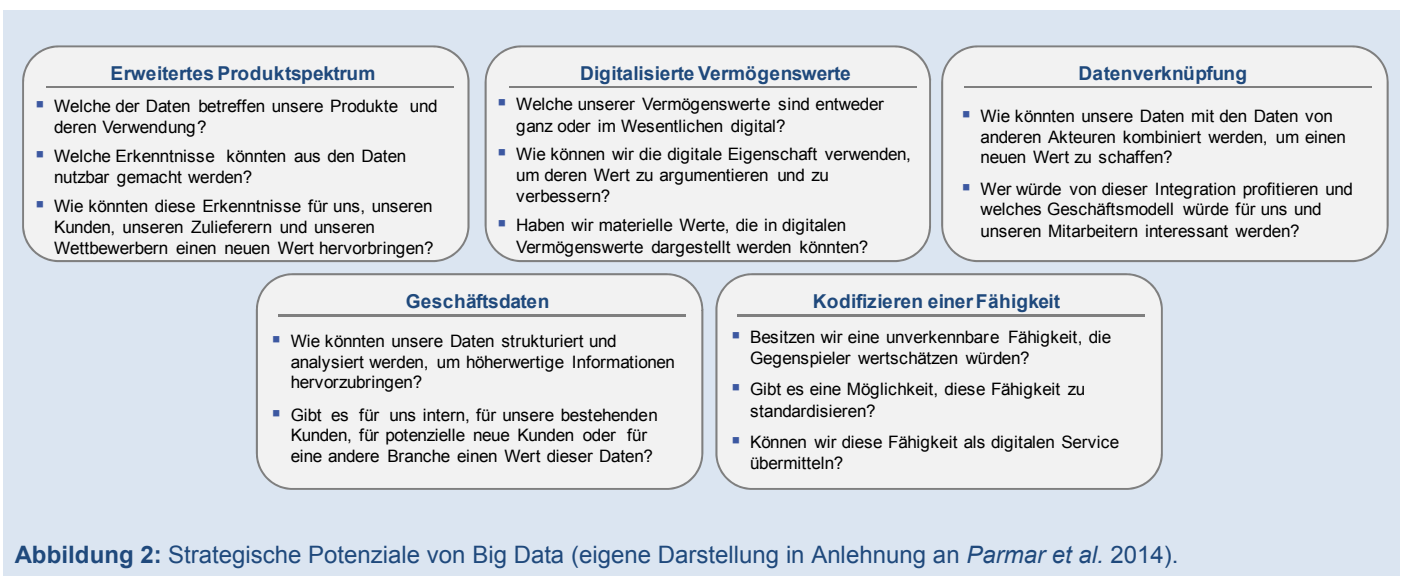 Erweitertes Produktspektrum
▪ Welche der Daten betreffen unsere Produkte und
deren Verwendung?
▪ Welche Erkenntnisse könnten aus den Daten
nutzbar gemacht werden?
▪ Wie könnten diese Erkenntnisse für uns, unseren
Kunden, unseren Zulieferern und unseren
Wettbewerbern einen neuen Wert hervorbringen?
Digitalisierte Vermögenswerte
▪ Welche unserer Vermögenswerte sind entweder
ganz oder im Wesentlichen digital?
▪ Wie können wir die digitale Eigenschaft verwenden,
um deren Wert zu argumentieren und zu
verbessern?
▪ Haben wir materielle Werte, die in digitalen
Vermögenswerte dargestellt werden könnten?
Datenverknüpfung
▪ Wie könnten unsere Daten mit den Daten von
anderen Akteuren kombiniert werden, um einen
neuen Wert zu schaffen?
▪ Wer würde von dieser Integration profitieren und
welches Geschäftsmodell würde für uns und
unseren Mitarbeitern interessant werden?
Geschäftsdaten
▪ Wie könnten unsere Daten strukturiert und
analysiert werden, um höherwertige Informationen
hervorzubringen?
▪ Gibt es für uns intern, für unsere bestehenden
Kunden, für potenzielle neue Kunden oder für
eine andere Branche einen Wert dieser Daten?
Kodifizieren einer Fähigkeit
▪ Besitzen wir eine unverkennbare Fähigkeit, die
Gegenspieler wertschätzen würden?
▪ Gibt es eine Möglichkeit, diese Fähigkeit zu
standardisieren?
▪ Können wir diese Fähigkeit als digitalen Service
übermitteln?
Abbildung 2: Strategische Potenziale von Big Data (eigene Darstellung in Anlehnung an Parmar et al. 2014).